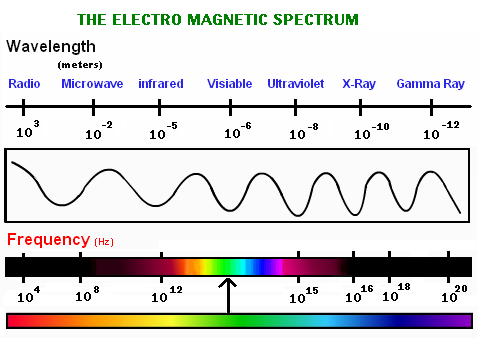 THE ELECTRO MAGNETIC SPECTRUM
Wavelength
(meters)
Radio Microwave infrared Visiable Ultraviolet X-Ray Gamma Ray
10³ 10⁻² 10⁻⁵ 10⁻⁶ 10⁻⁸ 10⁻¹⁰ 10⁻¹²
Frequency (Hz)
10⁴ 10⁸ 10¹² 10¹⁵ 10¹⁶ 10¹⁸ 10²⁰